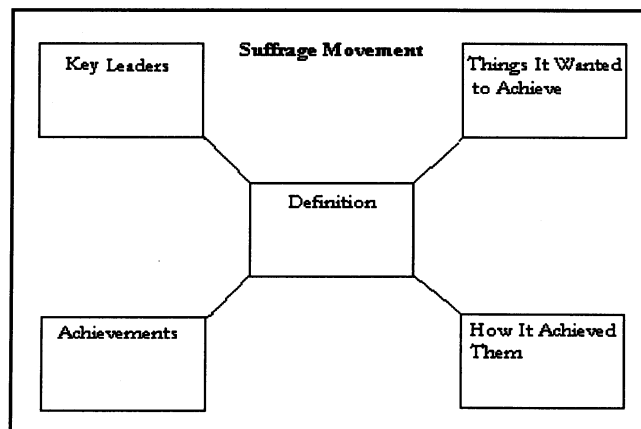 Suffrage Movement
Key Leaders
Things It Wanted
to Achieve
Definition
Achievements
How It Achieved
Them